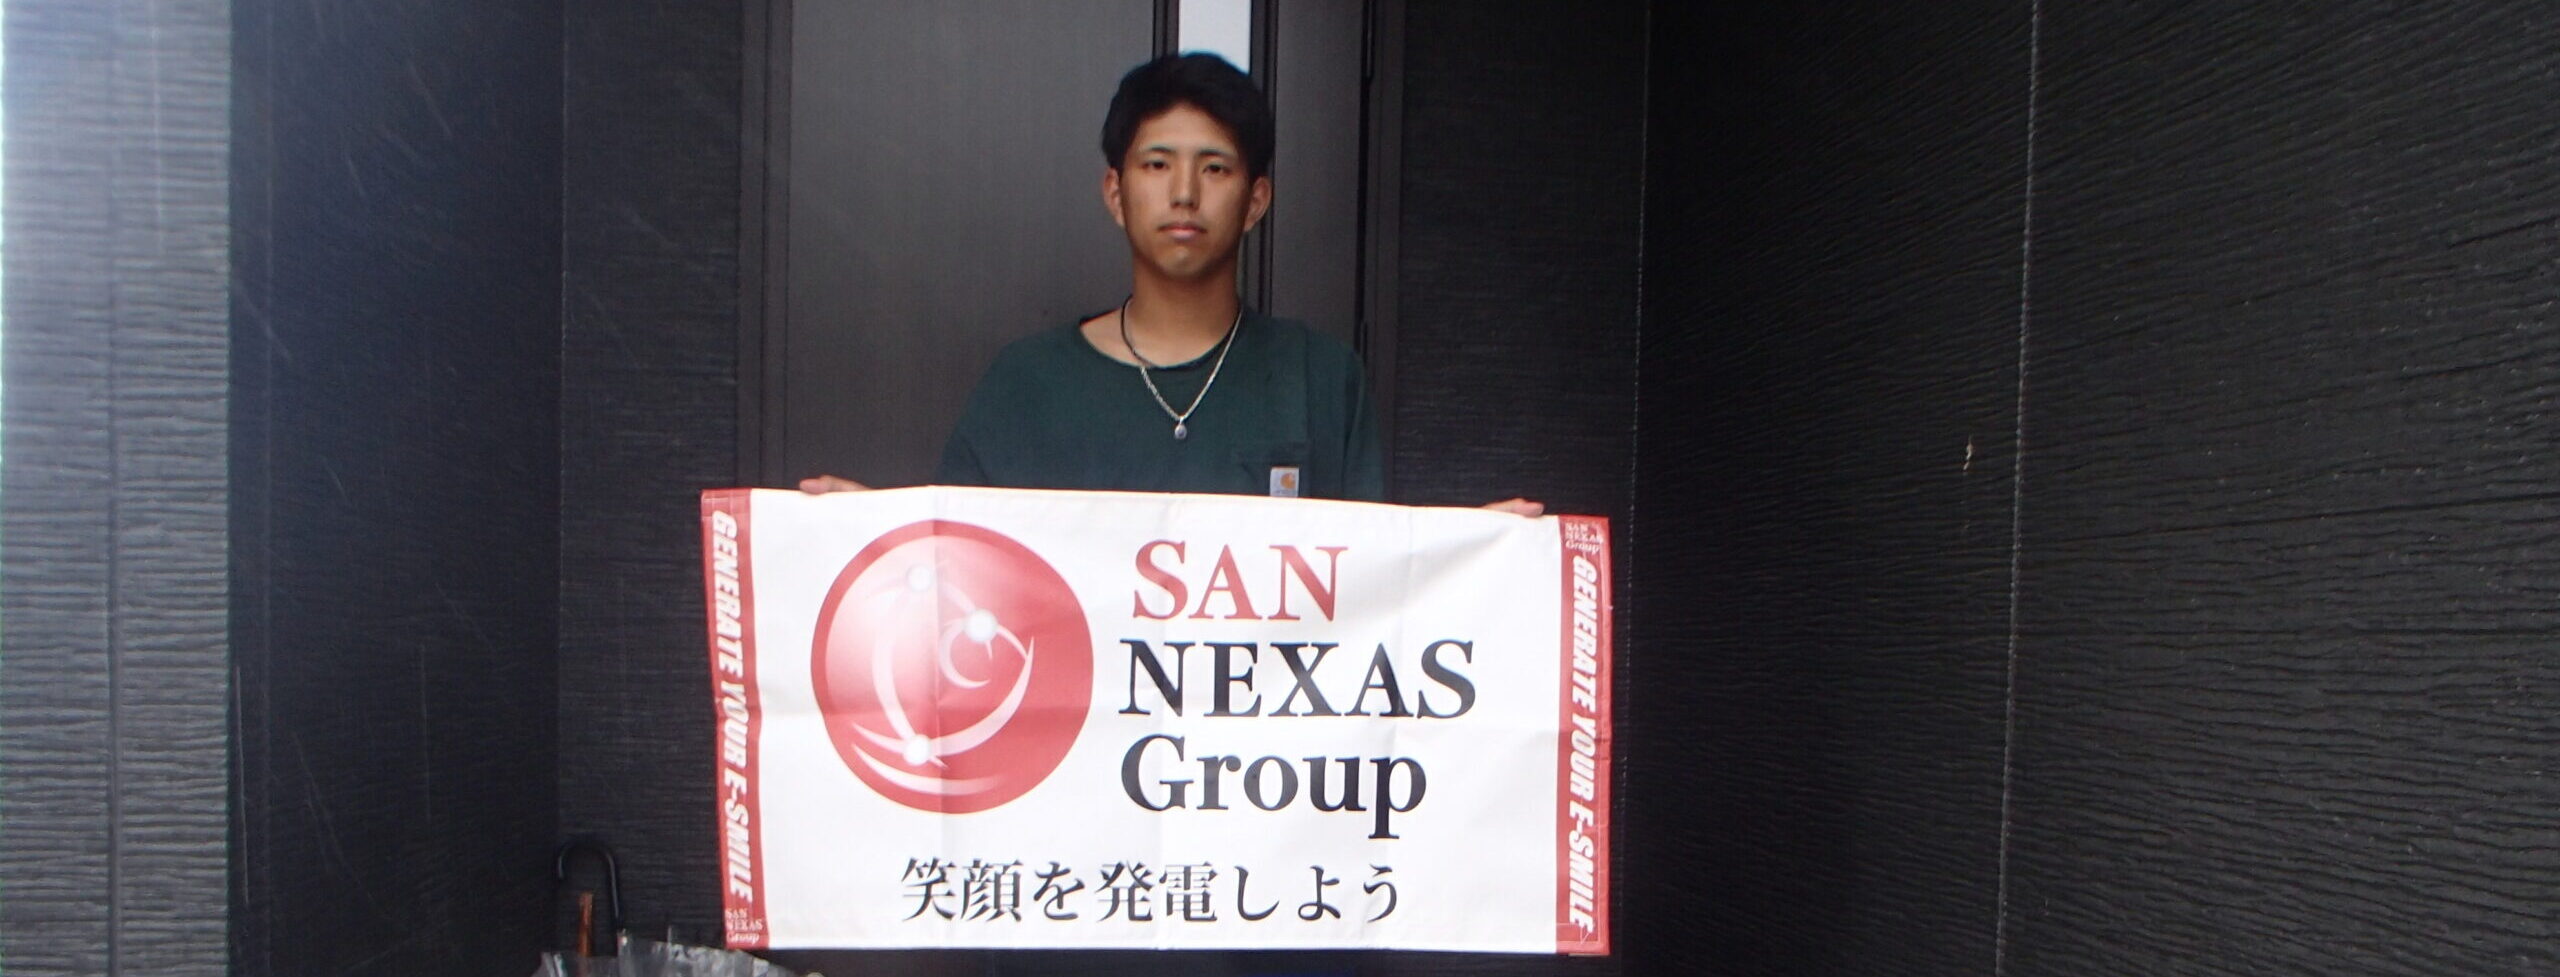 SAN
NEXAS
Group
笑顔を発電しよう
GENERATE YOUR E-SMILE
SAN
NEXAS
Group
SAN
NEXAS
Group
GENERATE YOUR E-SMILE